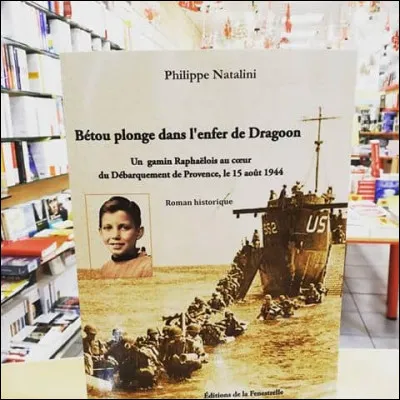 Philippe Natalini
Bétou plonge dans l'enfer de Dragoon
Un gamin Raphaëlois au cœur
du Débarquement de Provence, le 15 août 1944
Roman historique
US
Éditions de la Fenestrelle